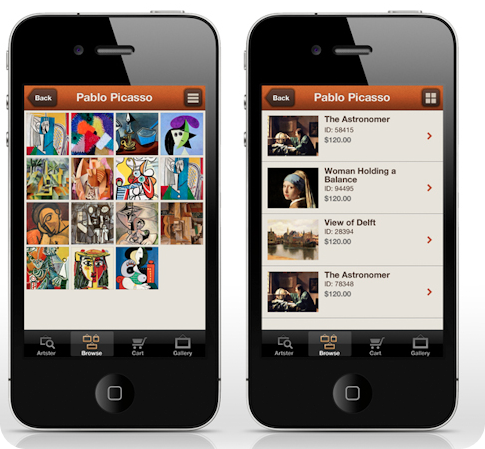 Back
Pablo Picasso
Artster
Browse
Cart
Gallery
Back
Pablo Picasso
The Astronomer
ID: 58415
$120.00
Woman Holding a
Balance
ID: 94495
$120.00
View of Delft
ID: 28394
$120.00
The Astronomer
ID: 78348
$120.00
Artster
Browse
Cart
Gallery